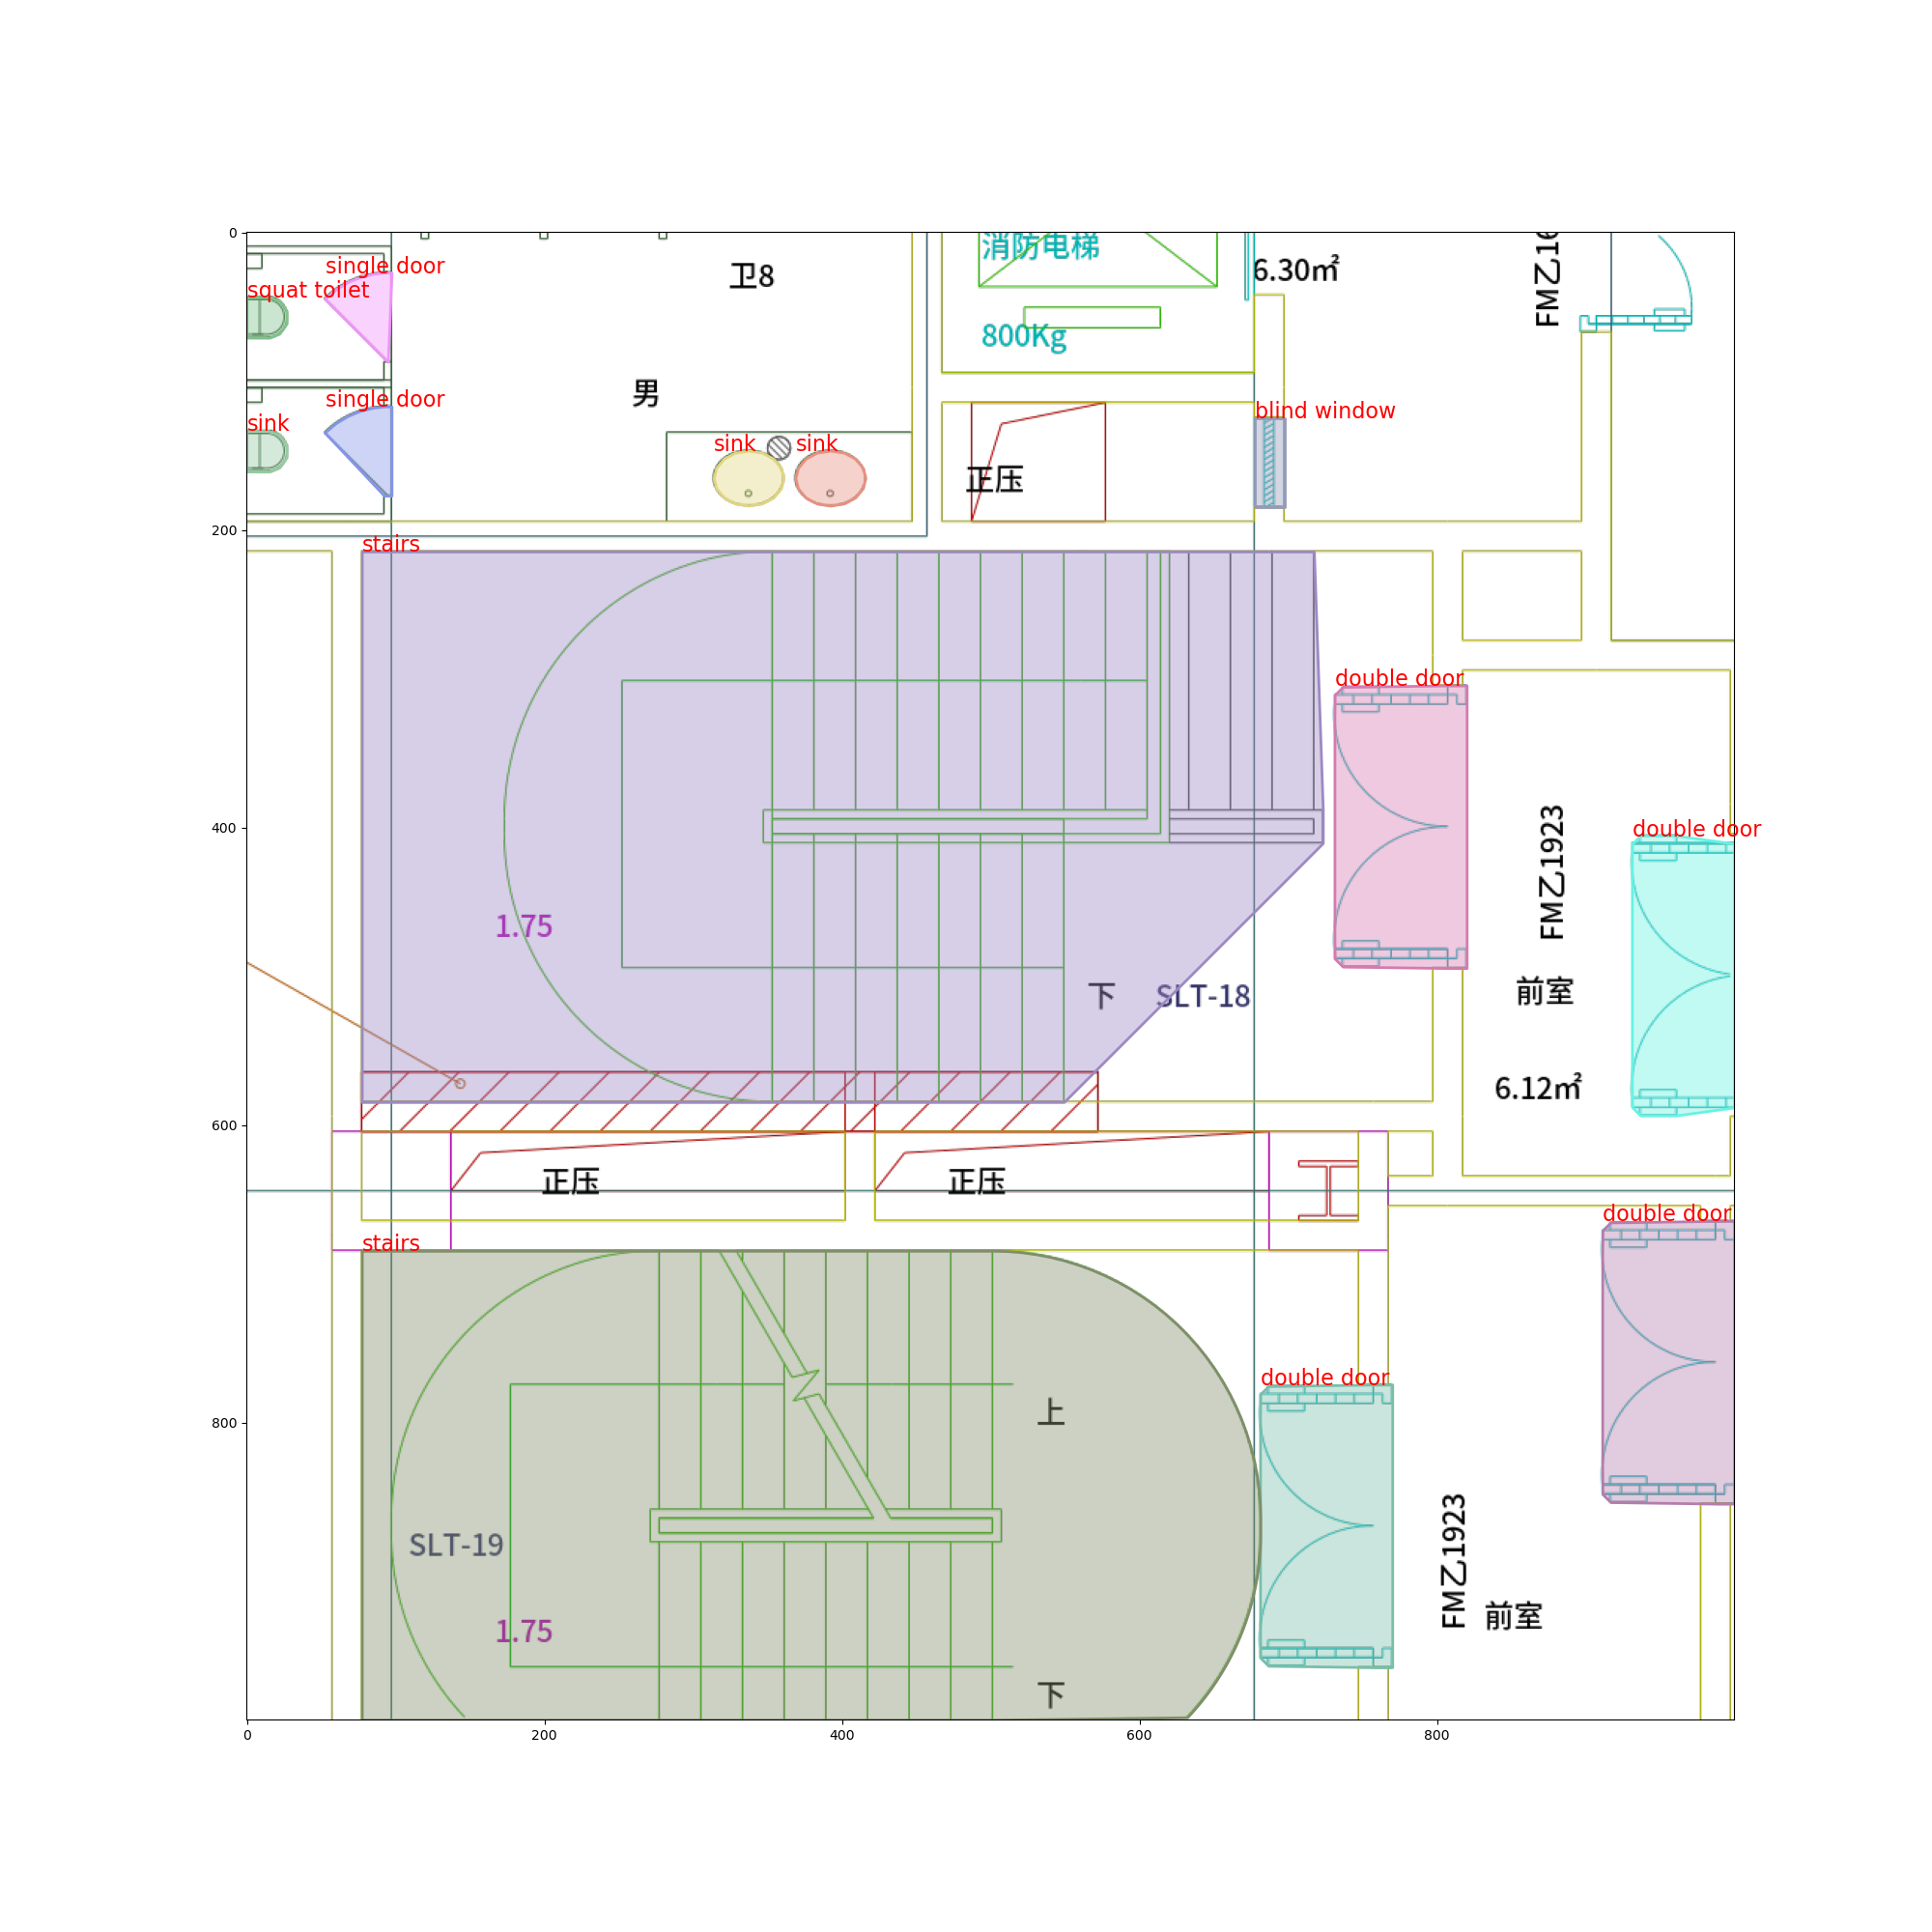 消防电梯
卫8
6.30㎡
FM乙10
single door
squat toilet
800Kg
男
single door
sink
sink
sink
blind window
正压
stairs
double door
double door
FM乙1923
1.75
下
SLT-18
前室
6.12㎡
正压
正压
double door
stairs
double door
上
SLT-19
FM乙1923
1.75
前室
下
0
200
400
600
800
0
200
400
600
800